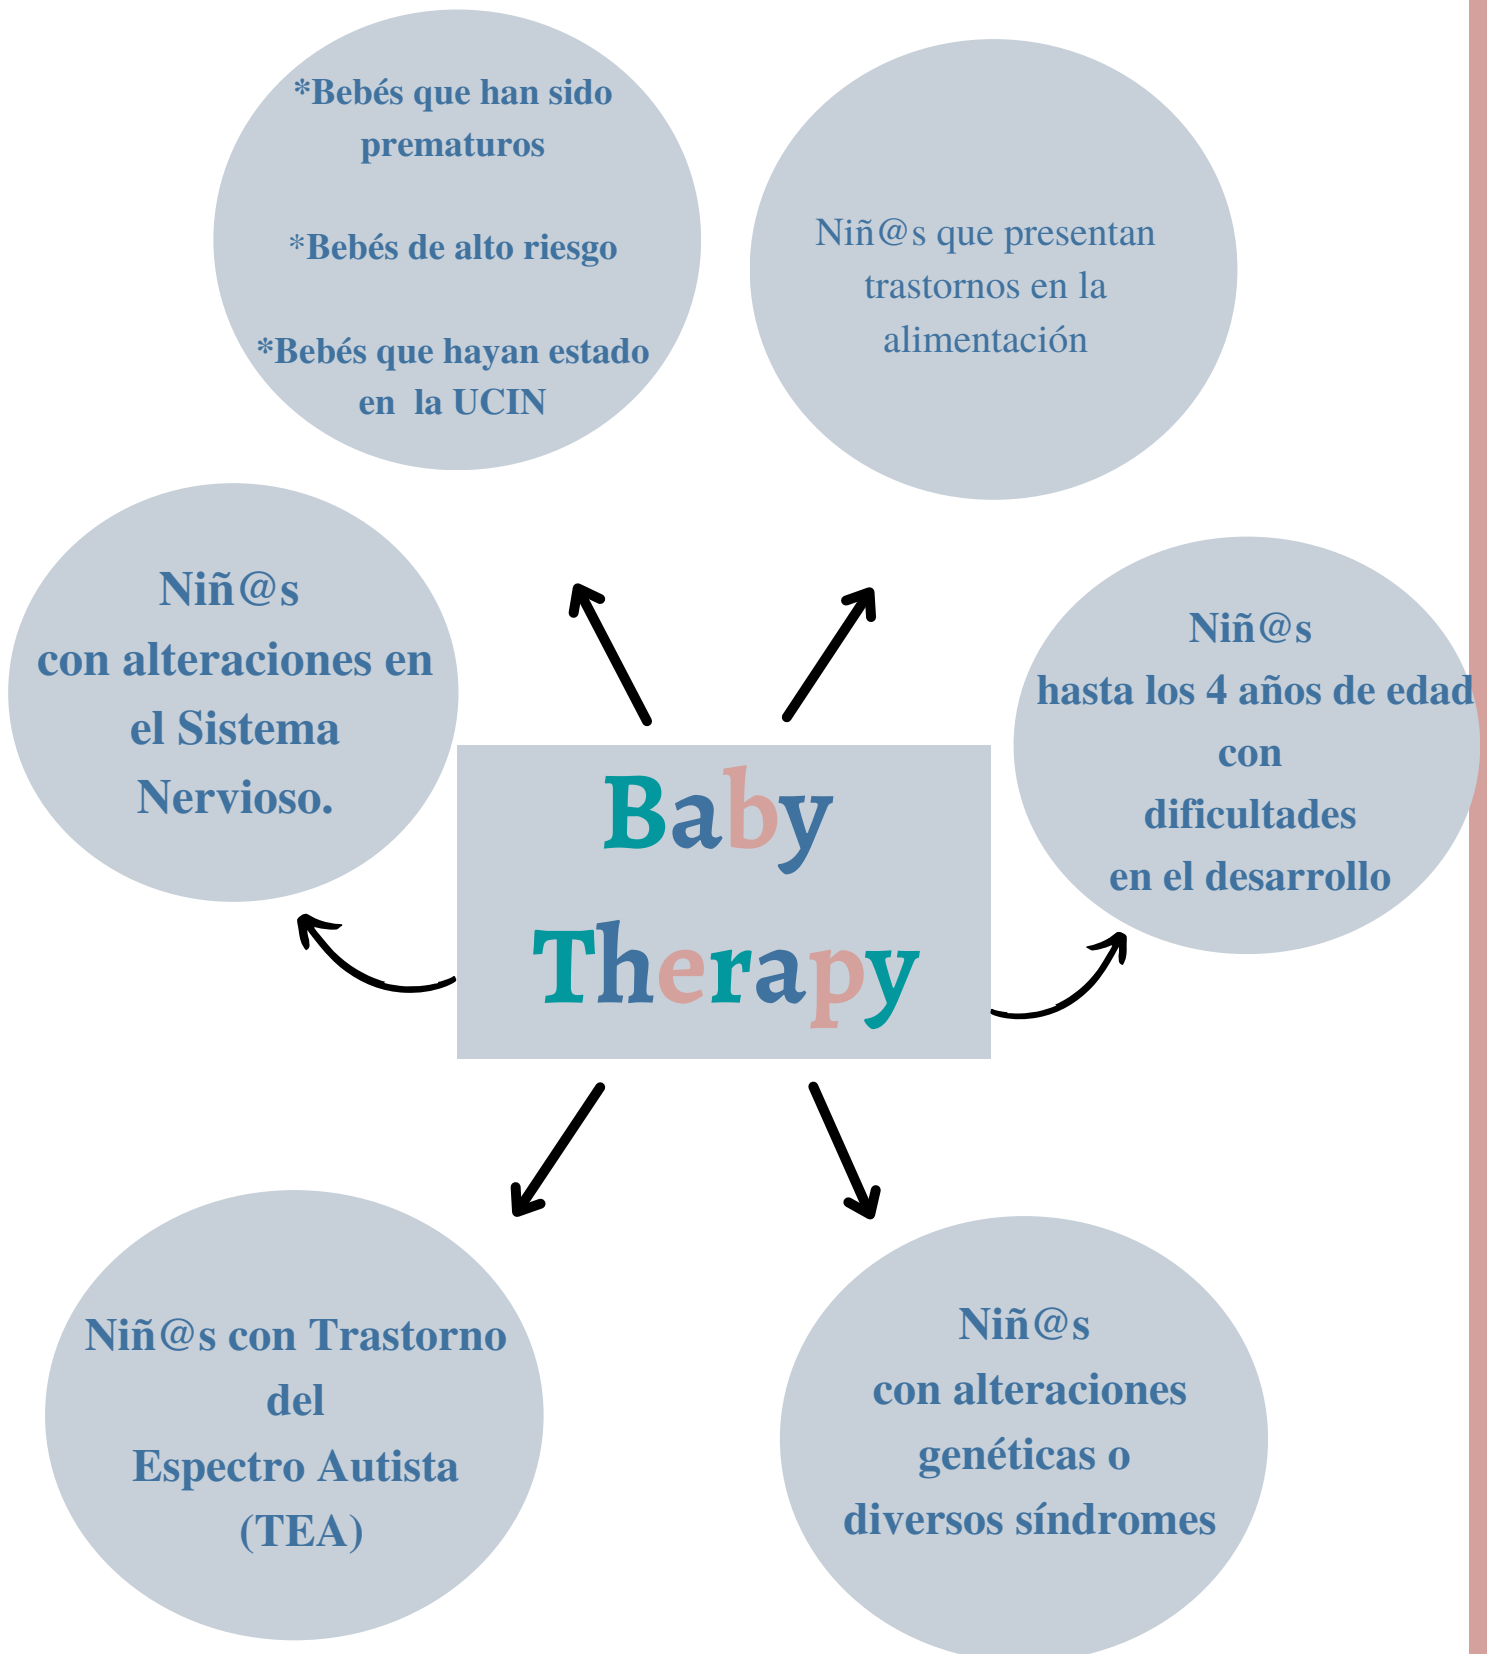 *Bebés que han sido
prematuros
*Bebés de alto riesgo
*Bebés que hayan estado
en la UCIN
Niñ@s que presentan
trastornos en la
alimentación
Niñ@s
con alteraciones en
el Sistema
Nervioso.
Niñ@s
hasta los 4 años de edad
con
dificultades
en el desarrollo
Baby
Therapy
Niñ@s con Trastorno
del
Espectro Autista
(TEA)
Niñ@s
con alteraciones
genéticas o
diversos síndromes